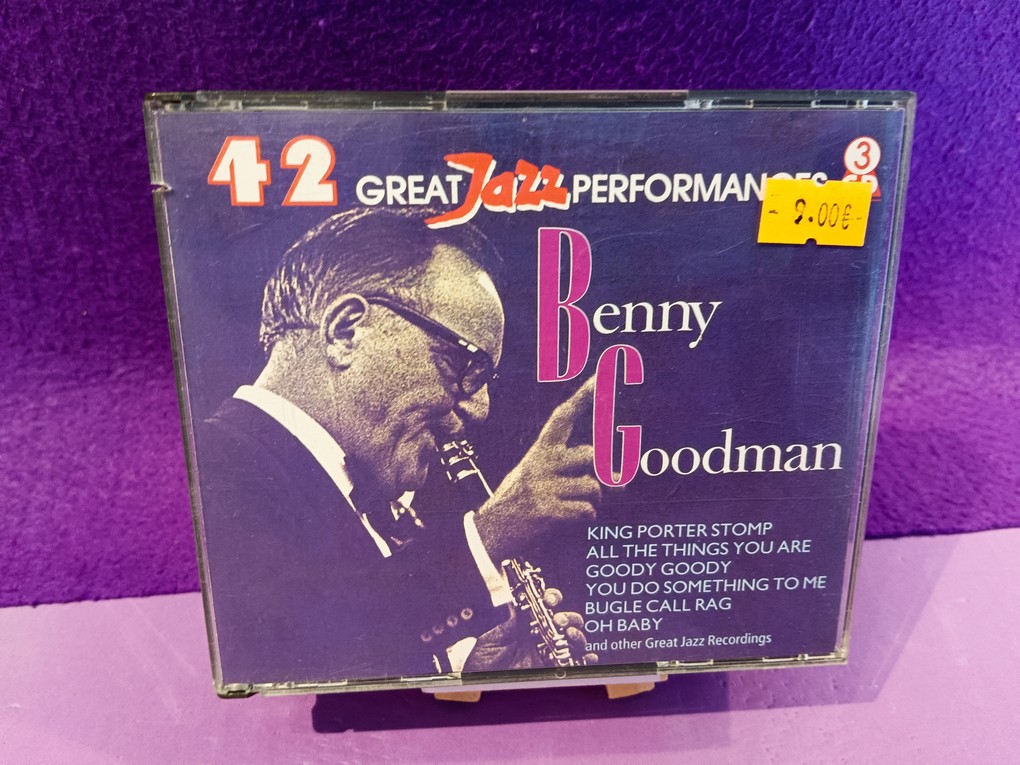 42 GREAT Jazz PERFORMANCES
3
CD
- 9.00€-
Benny
Goodman
KING PORTER STOMP
ALL THE THINGS YOU ARE
GOODY GOODY
YOU DO SOMETHING TO ME
BUGLE CALL RAG
OH BABY
and other Great Jazz Recordings